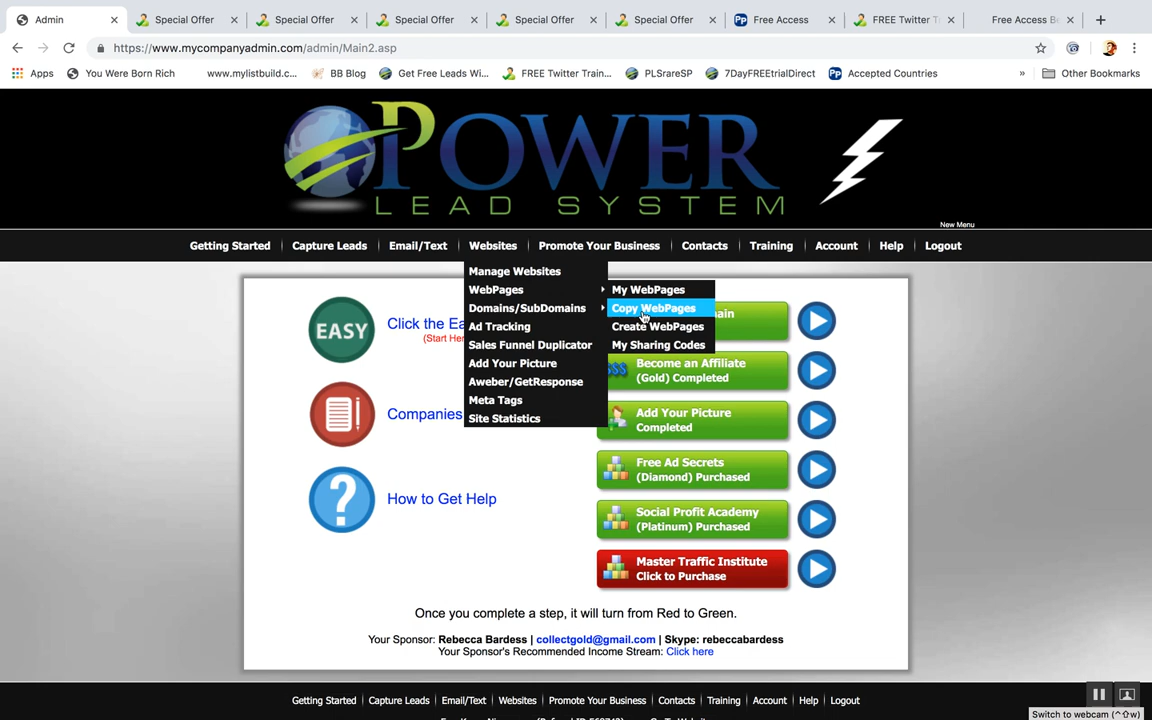 Admin
Special Offer
Special Offer
Special Offer
Special Offer
Special Offer
Free Access
FREE Twitter T
Free Access Be
https://www.mycompanyadmin.com/admin/Main2.asp
Apps
You Were Born Rich
www.mylistbuild.c...
BB Blog
Get Free Leads Wi...
FREE Twitter Train...
PLSrareSP
7DayFREEtrialDirect
Accepted Countries
»
Other Bookmarks
POWER
LEAD SYSTEM
New Menu
Getting Started
Capture Leads
Email/Text
Websites
Promote Your Business
Contacts
Training
Account
Help
Logout
Manage Websites
WebPages
Domains/SubDomains
Ad Tracking
Sales Funnel Duplicator
Add Your Picture
Aweber/GetResponse
Meta Tags
Site Statistics
My WebPages
Copy WebPages
Create WebPages
My Sharing Codes
EASY
Click the Ea
(Start Her
Companies
How to Get Help
main
$$$
Become an Affiliate
(Gold) Completed
Add Your Picture
Completed
Free Ad Secrets
(Diamond) Purchased
Social Profit Academy
(Platinum) Purchased
Master Traffic Institute
Click to Purchase
Once you complete a step, it will turn from Red to Green.
Your Sponsor: Rebecca Bardess | collectgold@gmail.com | Skype: rebeccabardess
Your Sponsor's Recommended Income Stream: Click here
Getting Started | Capture Leads | Email/Text | Websites | Promote Your Business | Contacts | Training | Account | Help | Logout
Switch to webcam (^⇧w)